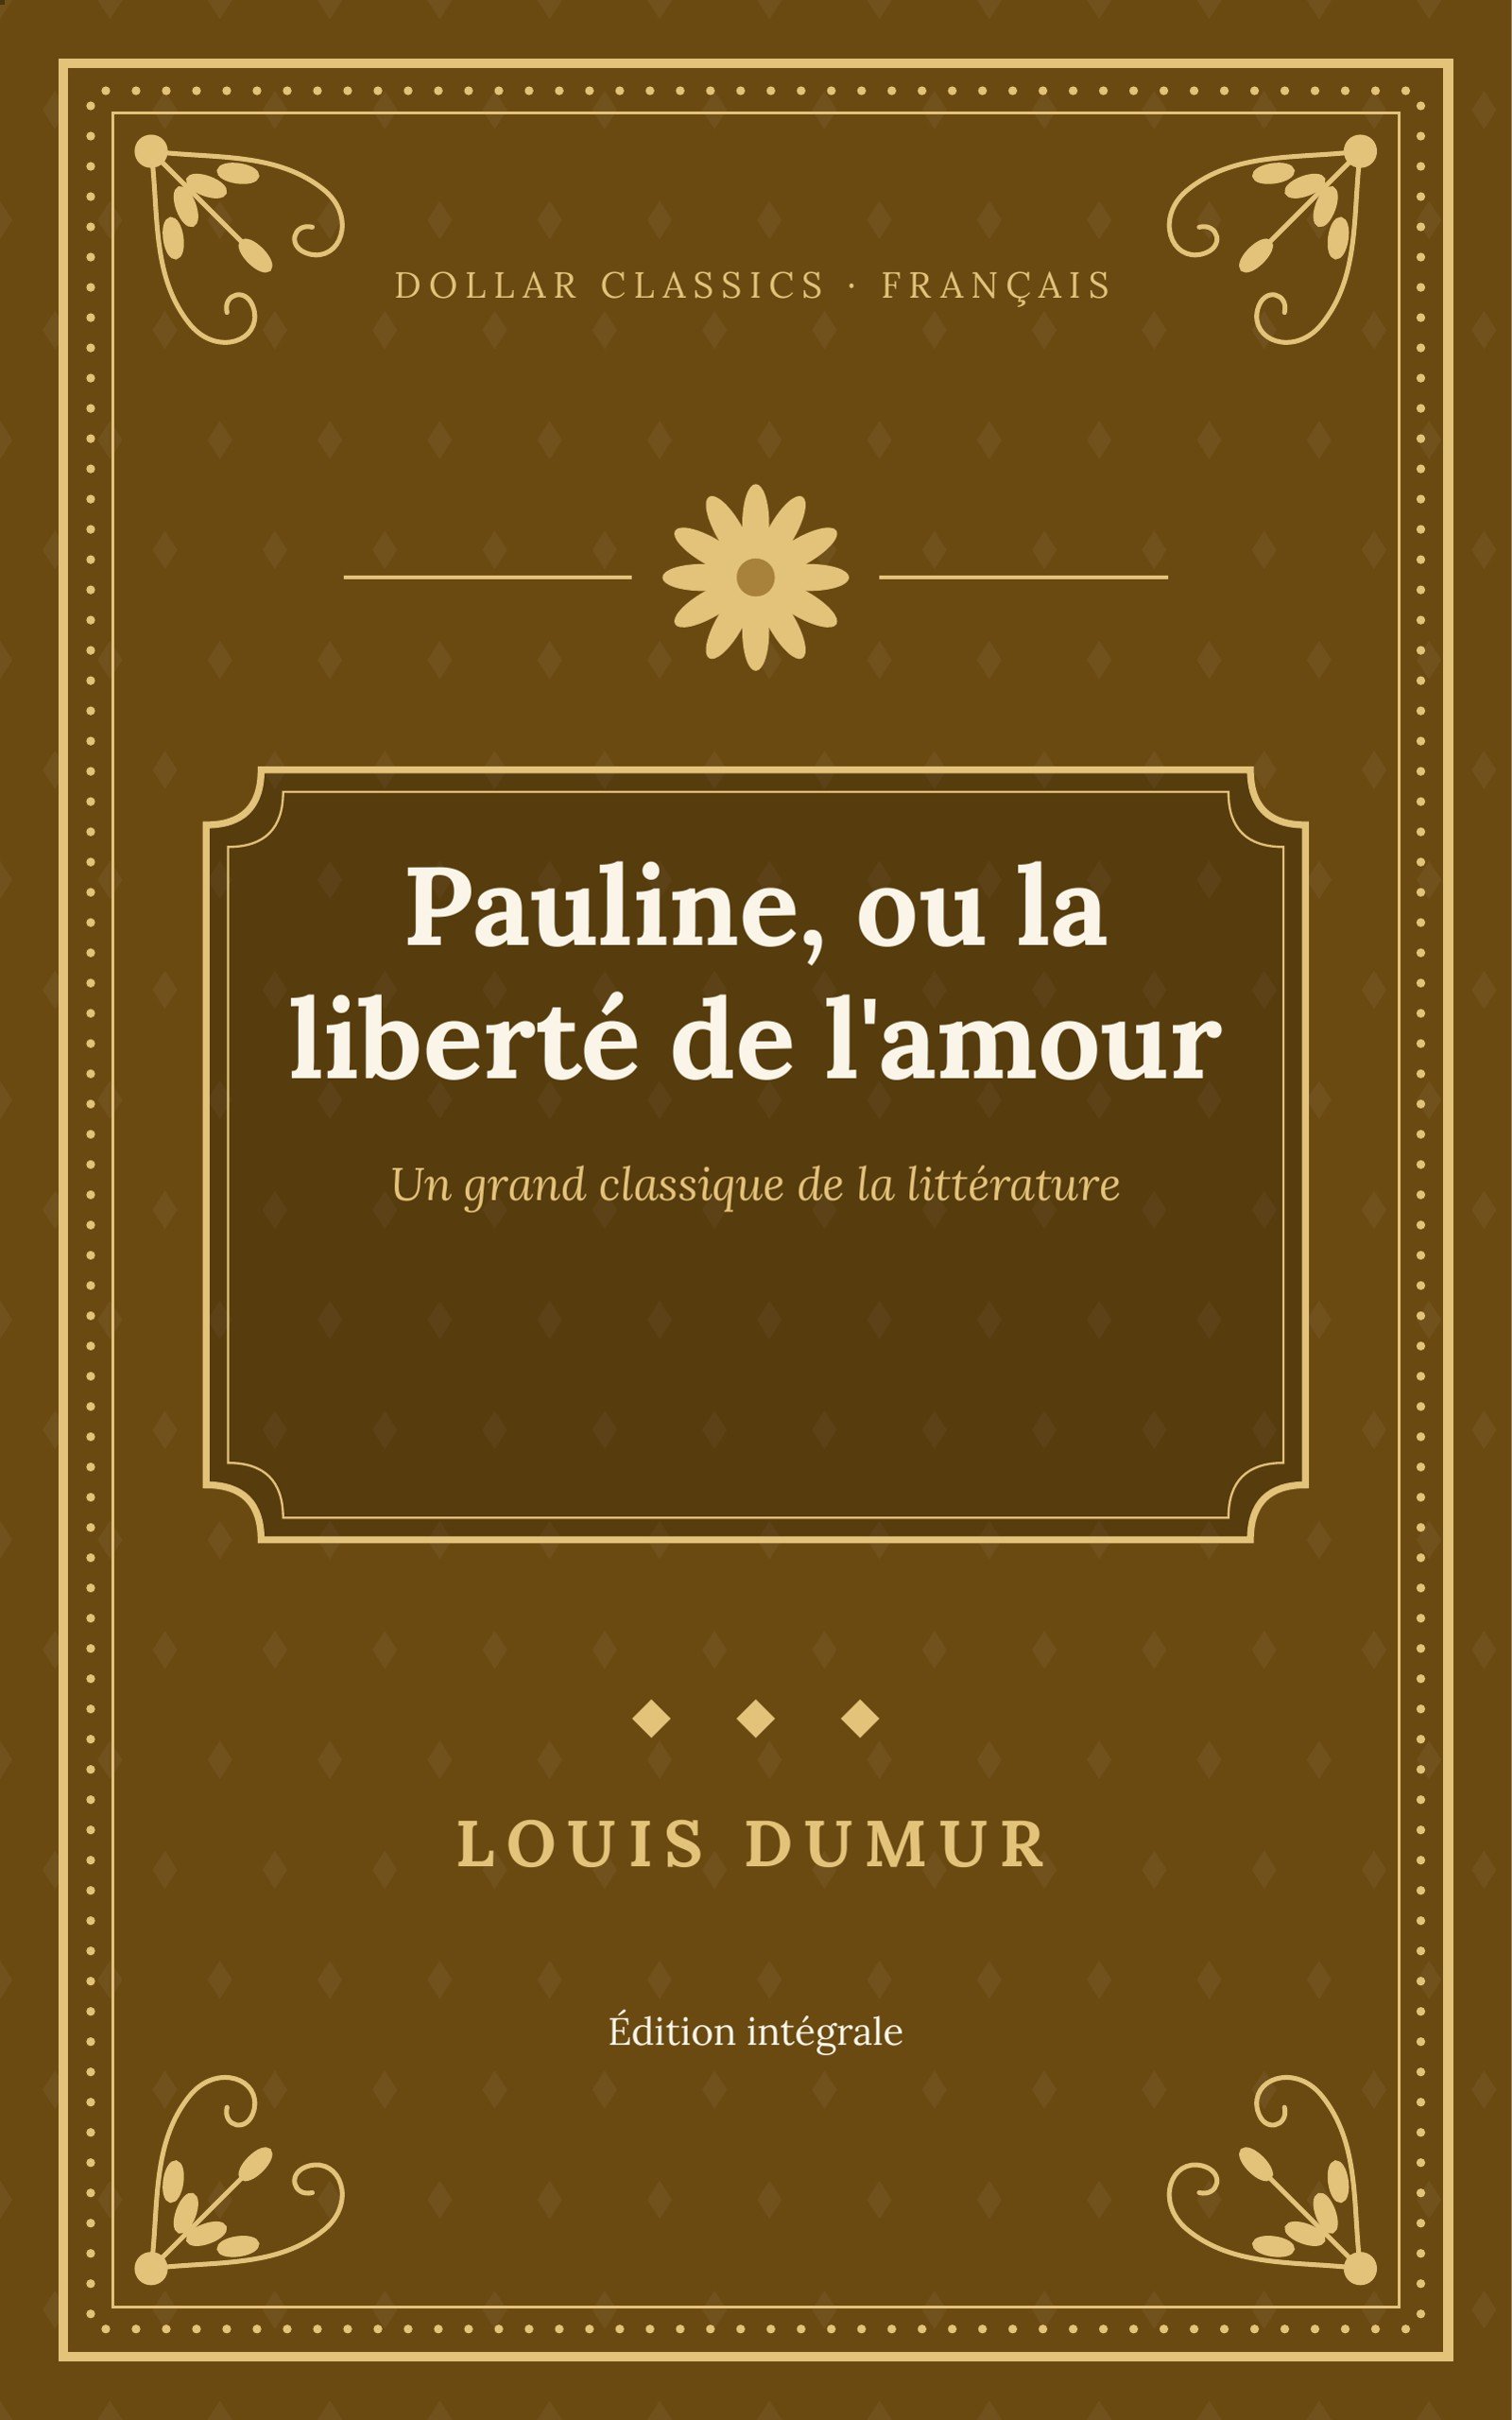 DOLLAR CLASSICS · FRANÇAIS
Pauline, ou la
liberté de l'amour
Un grand classique de la littérature
LOUIS DUMUR
Édition intégrale